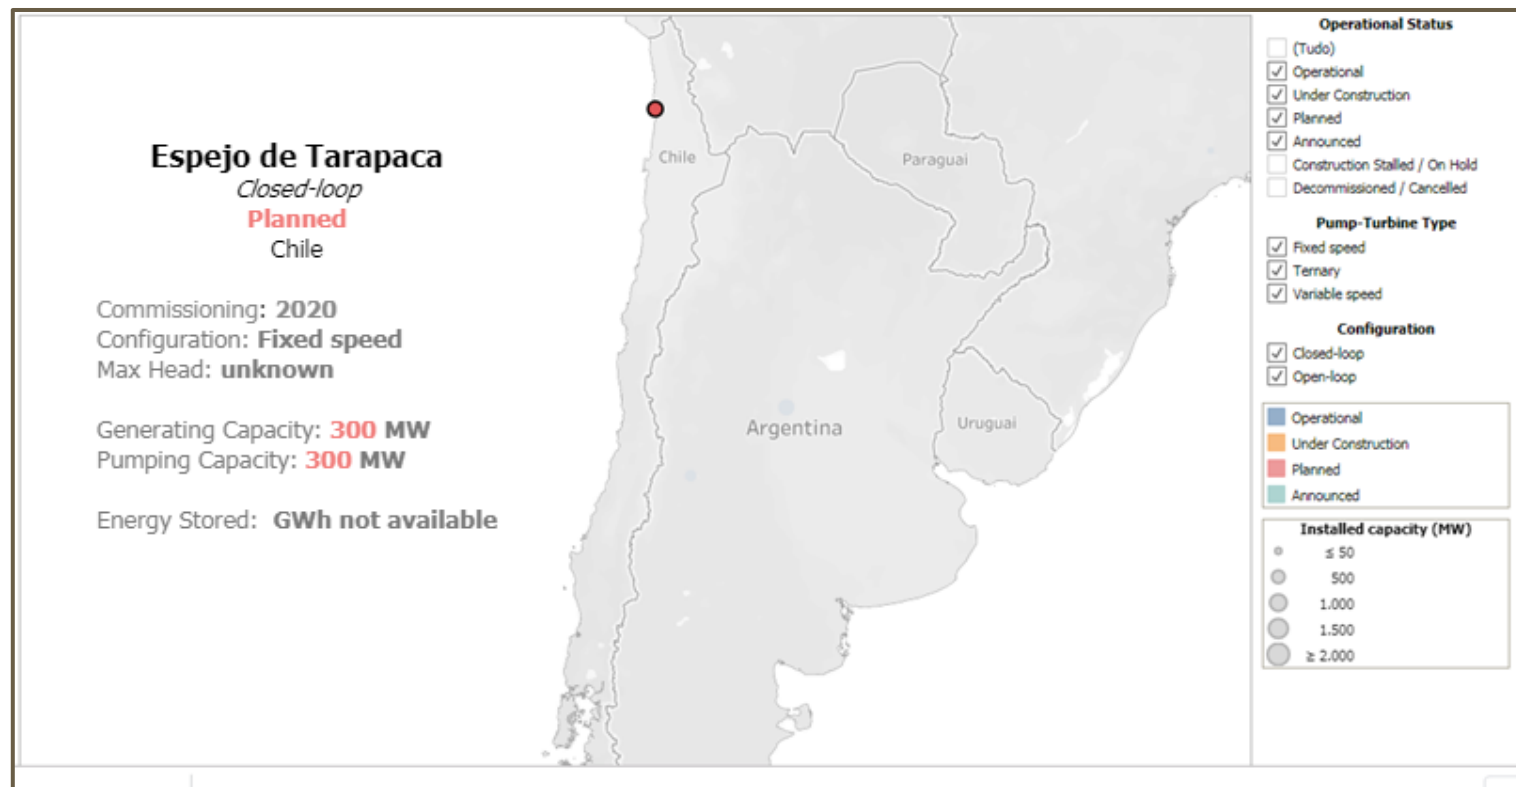 Espejo de Tarapaca
Closed-loop
Planned
Chile
Commissioning: 2020
Configuration: Fixed speed
Max Head: unknown
Generating Capacity: 300 MW
Pumping Capacity: 300 MW
Energy Stored: GWh not available
Chile
Paraguai
Argentina
Uruguai
Operational Status
(Tudo)
Operational
Under Construction
Planned
Announced
Construction Stalled / On Hold
Decommissioned / Cancelled
Pump-Turbine Type
Fixed speed
Ternary
Variable speed
Configuration
Closed-loop
Open-loop
Operational
Under Construction
Planned
Announced
Installed capacity (MW)
≤ 50
500
1.000
1.500
≥ 2.000